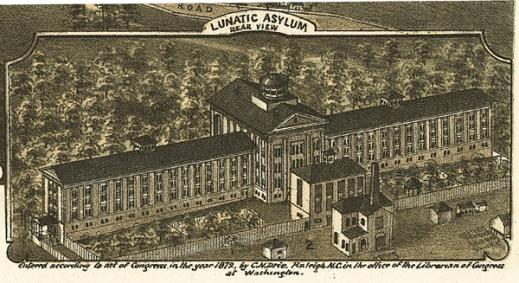 ROAD
LUNATIC ASYLUM
REAR VIEW
2
Entered according to act of Congress, in the year 1872, by C.N.Drie, Raleigh, N.C. in the office of the Librarian of Congress
at Washington.